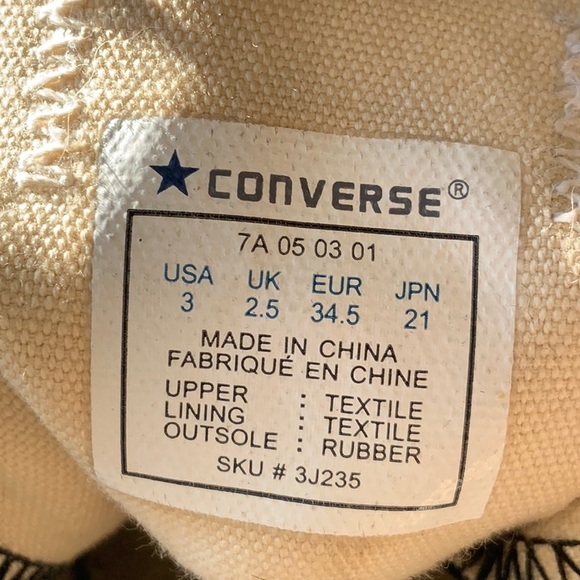 ★ CONVERSE®
7A 05 03 01
USA UK EUR JPN
3 2.5 34.5 21
MADE IN CHINA
FABRIQUÉ EN CHINE
UPPER : TEXTILE
LINING : TEXTILE
OUTSOLE : RUBBER
SKU # 3J235